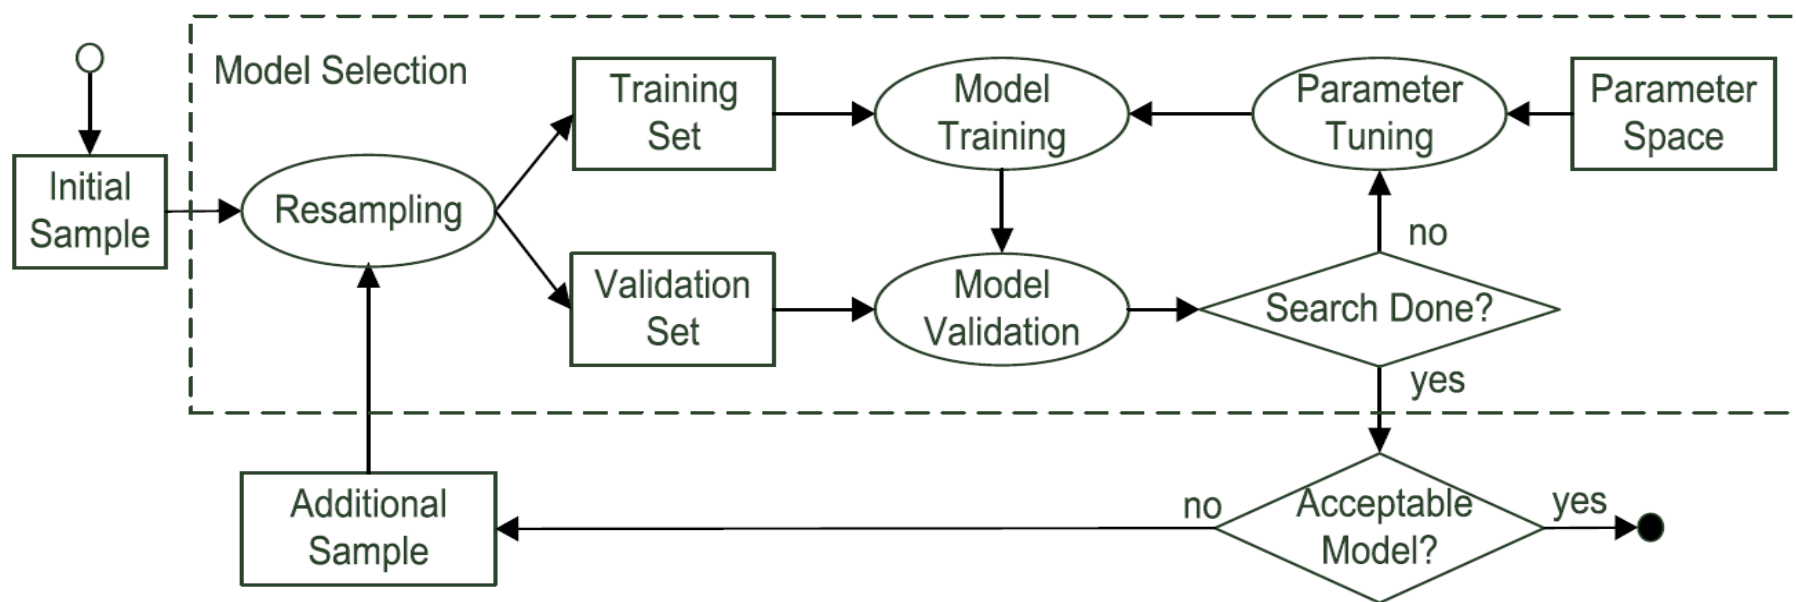 Model Selection
Initial
Sample
Resampling
Training
Set
Validation
Set
Model
Training
Model
Validation
Parameter
Tuning
Parameter
Space
Search Done?
no
yes
Acceptable
Model?
no
yes
Additional
Sample